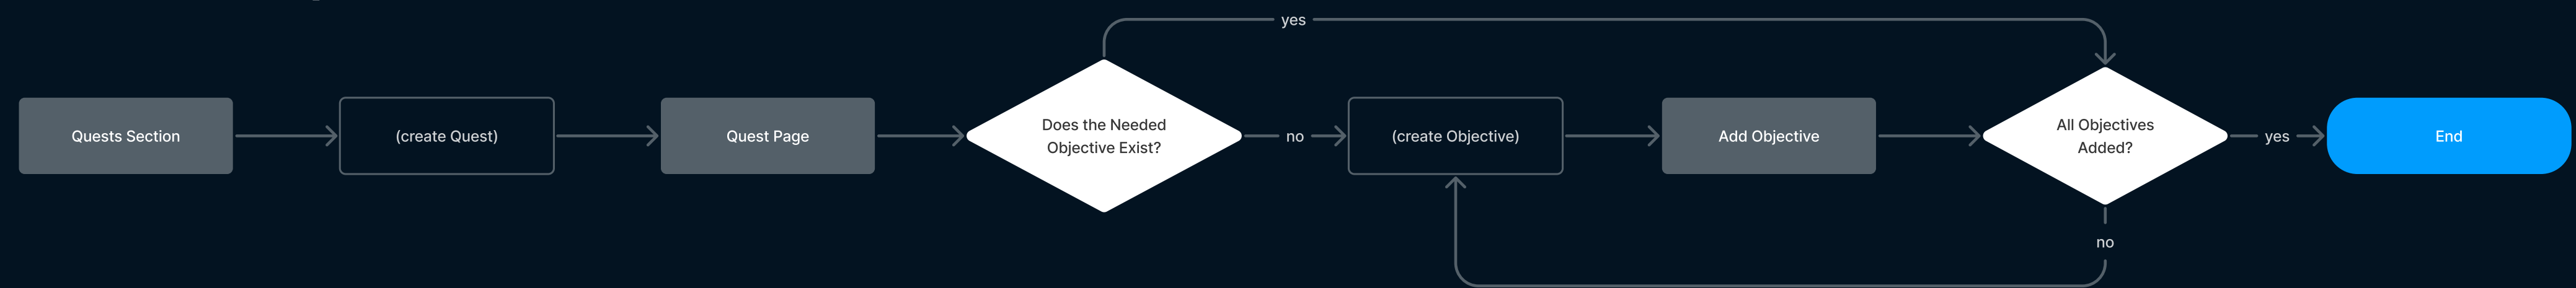 yes
Quests Section
(create Quest)
Quest Page
Does the Needed
Objective Exist?
no
(create Objective)
Add Objective
All Objectives
Added?
yes
End
no